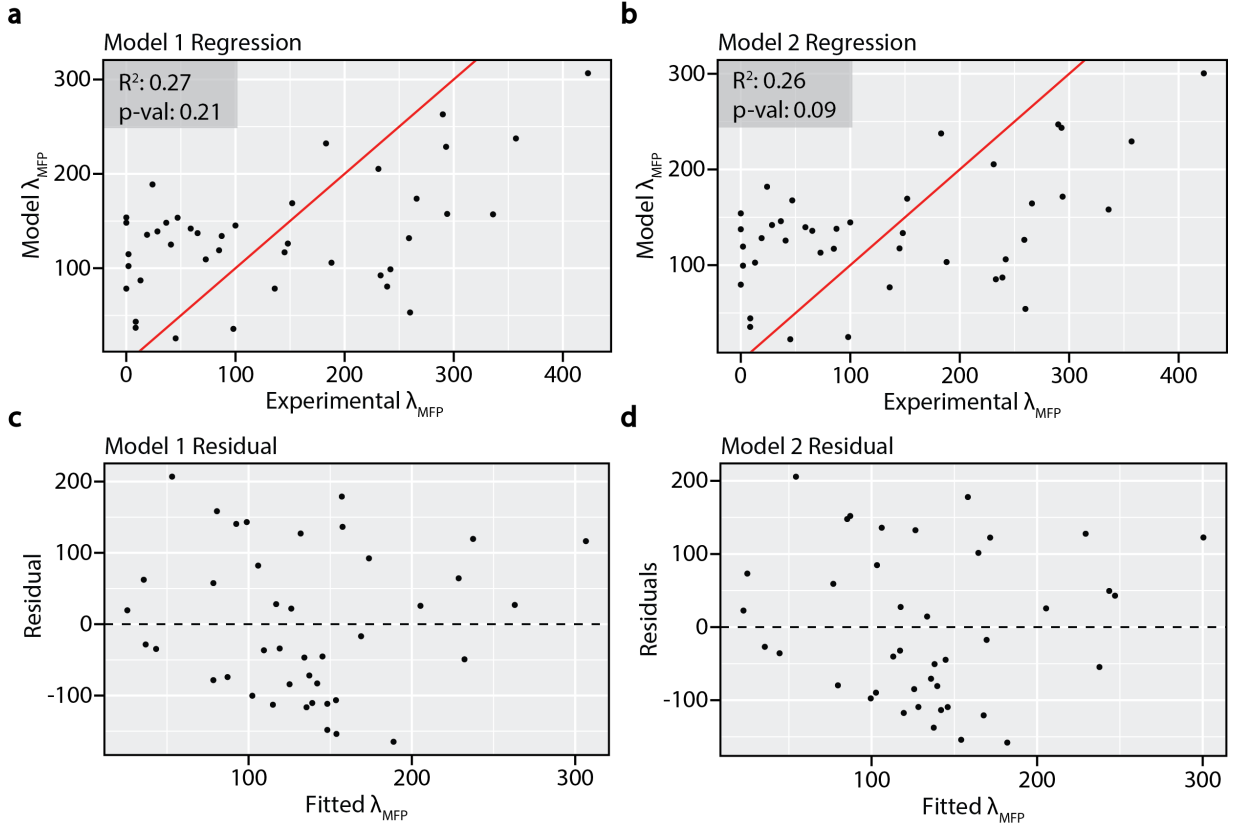 a
Model 1 Regression
R²: 0.27
p-val: 0.21
300
200
100
Model λMFP
0 100 200 300 400
Experimental λMFP
b
Model 2 Regression
R²: 0.26
p-val: 0.09
300
200
100
Model λMFP
0 100 200 300 400
Experimental λMFP
c
Model 1 Residual
200
100
0
-100
Residual
100 200 300
Fitted λMFP
d
Model 2 Residual
200
100
0
-100
Residuals
100 200 300
Fitted λMFP